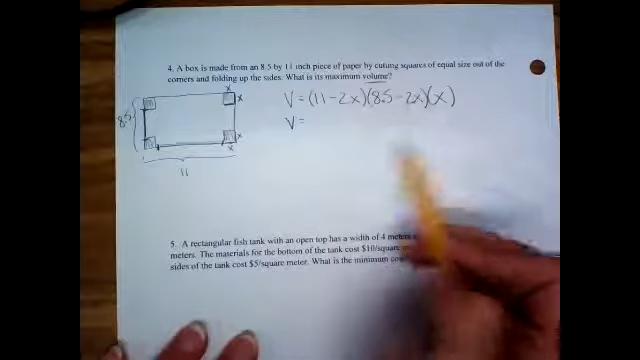 4. A box is made from an 8.5 by 11 inch piece of paper by cutting squares of equal size out of the
corners and folding up the sides. What is its maximum volume?
V = (11 - 2x)(8.5 - 2x)(x)
V =
x
x
8.5
x
x
11
5. A rectangular fish tank with an open top has a width of 4 meters
meters. The materials for the bottom of the tank cost $10/square
sides of the tank cost $5/square meter. What is the minimum